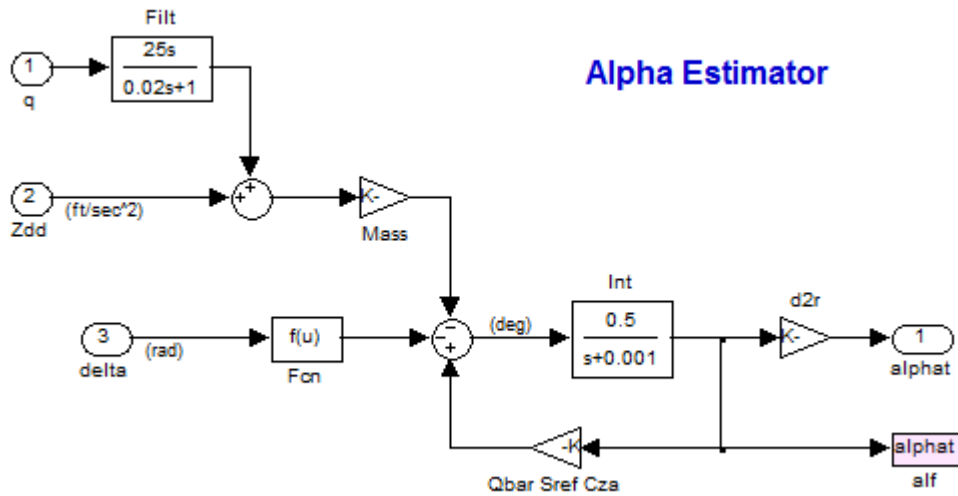 Filt
25s
0.02s+1
Alpha Estimator
1
q
2
(ft/sec^2)
Zdd
+
+
K-
Mass
Int
d2r
3
(rad)
delta
f(u)
Fcn
−
−
+
(deg)
0.5
s+0.001
K-
1
alphat
-K
Qbar Sref Cza
alphat
alf